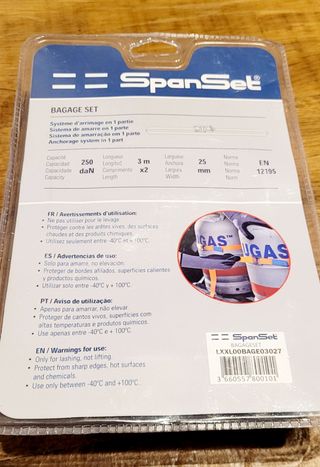 SpanSet®
BAGAGE SET
Système d'arrimage en 1 partie
Sistema de amarre en 1 parte
Sistema de amarração em 1 parte
Anchorage system in 1 part
Capacité
Capacidad
Capacidade
Capacity
250
daN
Longueur
Longitud
Comprimento
Length
3 m
x2
Largeur
Anchura
Largura
Width
25
mm
Norme
Norma
Norma
Norm
EN
12195
FR / Avertissements d'utilisation:
• Ne pas utiliser pour le levage
• Protéger contre les arêtes vives, des surfaces
chaudes et des produits chimiques.
• Utilisez seulement entre -40°C et + 100°C.
ES / Advertencias de uso:
• Solo para amarre, no elevación.
• Proteger de bordes afilados, superficies calientes
y productos químicos.
• Utilizar solo entre -40°C y + 100°C.
PT / Aviso de utilização:
• Apenas para amarrar, não elevar.
• Proteger de cantos vivos, superfícies com
altas temperaturas e produtos químicos.
• Use apenas entre -40°C e + 100°C.
EN / Warnings for use:
• Only for lashing, not lifting.
• Protect from sharp edges, hot surfaces
and chemicals.
• Use only between -40°C and +100°C.
GAS™
UGAS
SpanSet
BAGAGESET
LXXL00BAGE03027
3 660557 800101